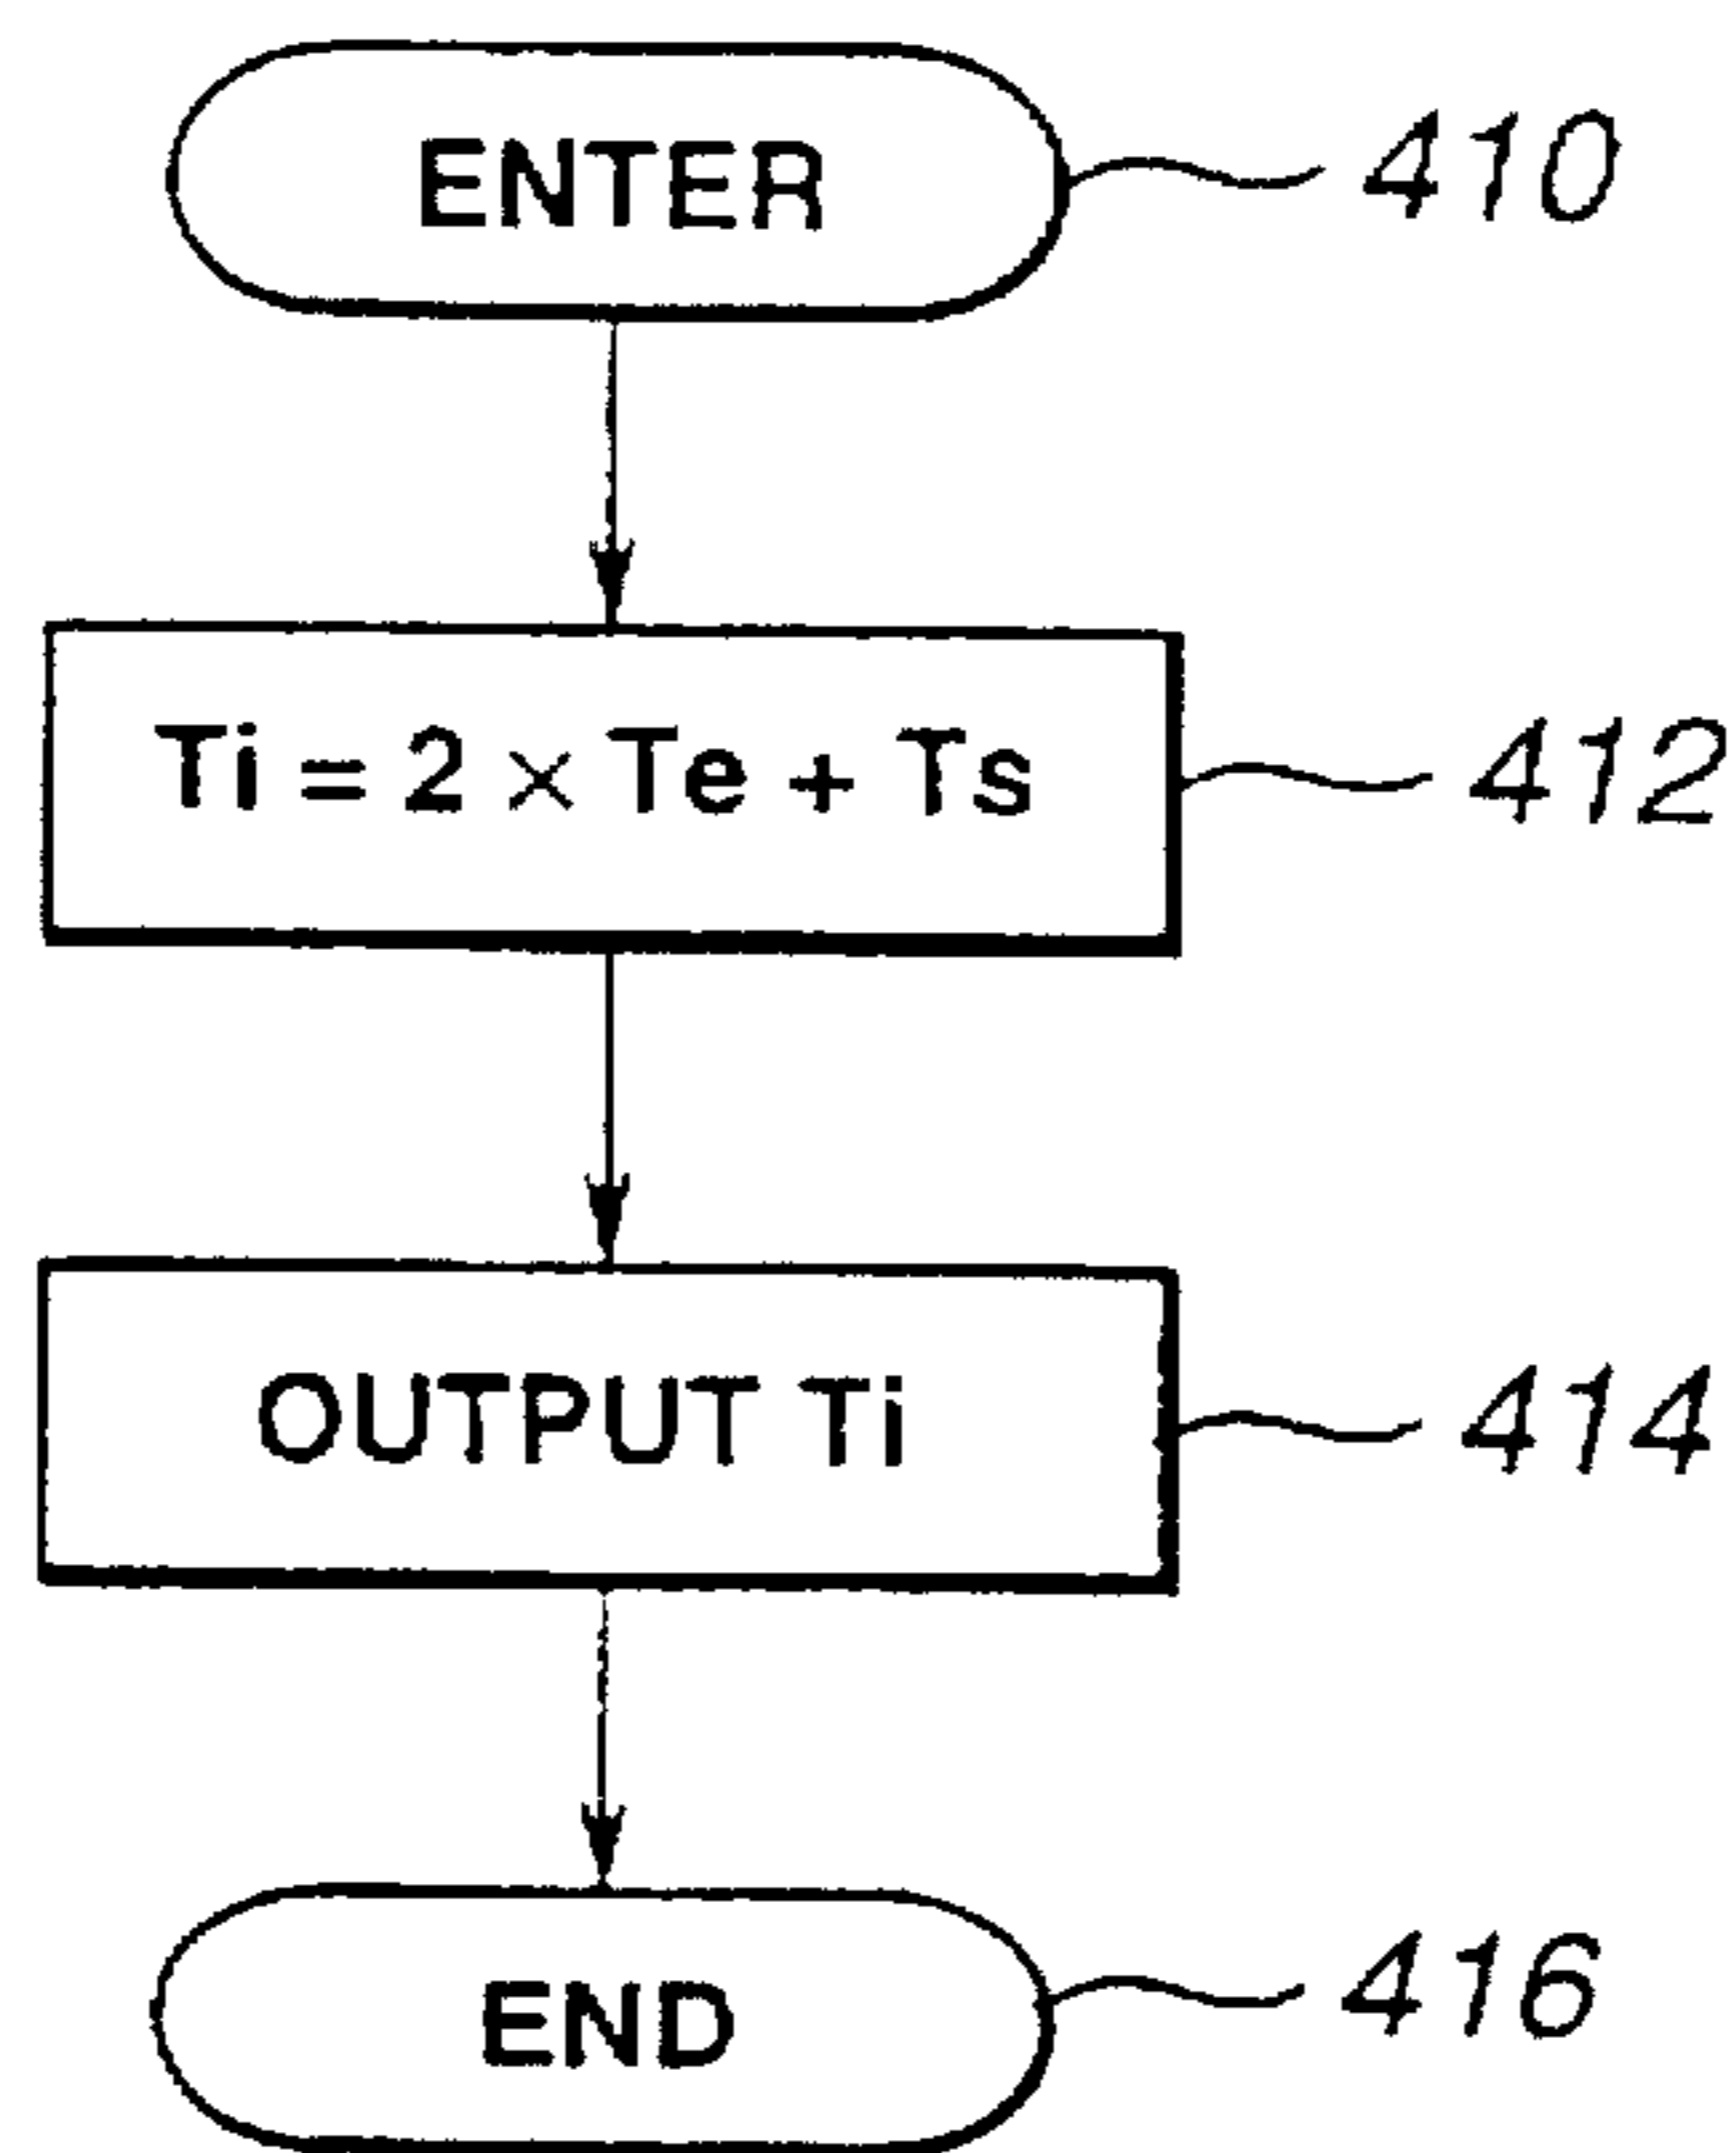 ENTER 410
Ti = 2 × Te + Ts 412
OUTPUT Ti 414
END 416